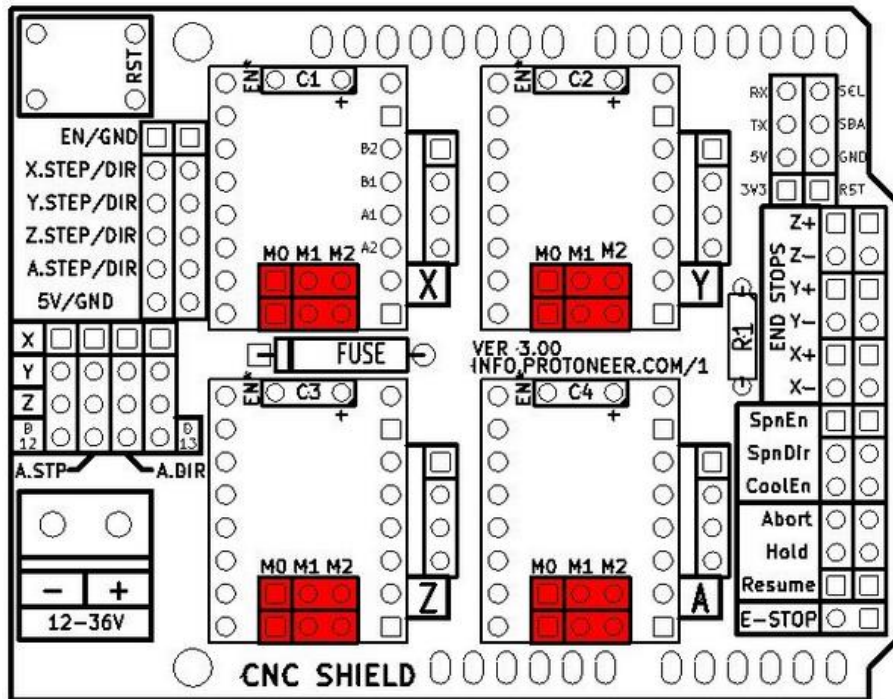 RST
EN/GND
X.STEP/DIR
Y.STEP/DIR
Z.STEP/DIR
A.STEP/DIR
5V/GND
X
Y
Z
D
12
D
13
A.STP
A.DIR
- +
12-36V
EN*
C1
+
B2
B1
A1
A2
M0 M1 M2
X
EN*
C2
+
M0 M1 M2
Y
FUSE
VER 3.00
INFO.PROTONEER.COM/1
R1
EN*
C3
+
M0 M1 M2
Z
EN*
C4
+
M0 M1 M2
A
CNC SHIELD
RX
TX
5V
3V3
SCL
SDA
GND
RST
END STOPS
Z+
Z-
Y+
Y-
X+
X-
SpnEn
SpnDir
CoolEn
Abort
Hold
Resume
E-STOP